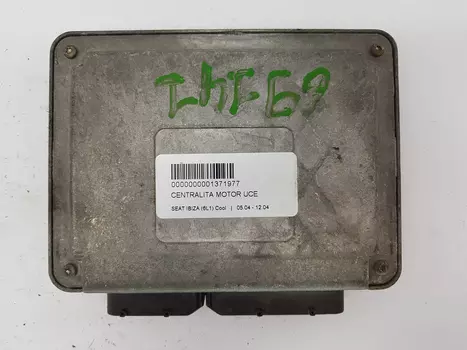 0000000001371977
CENTRALITA MOTOR UCE
SEAT IBIZA (6L1) Cool | 05.04 - 12.04